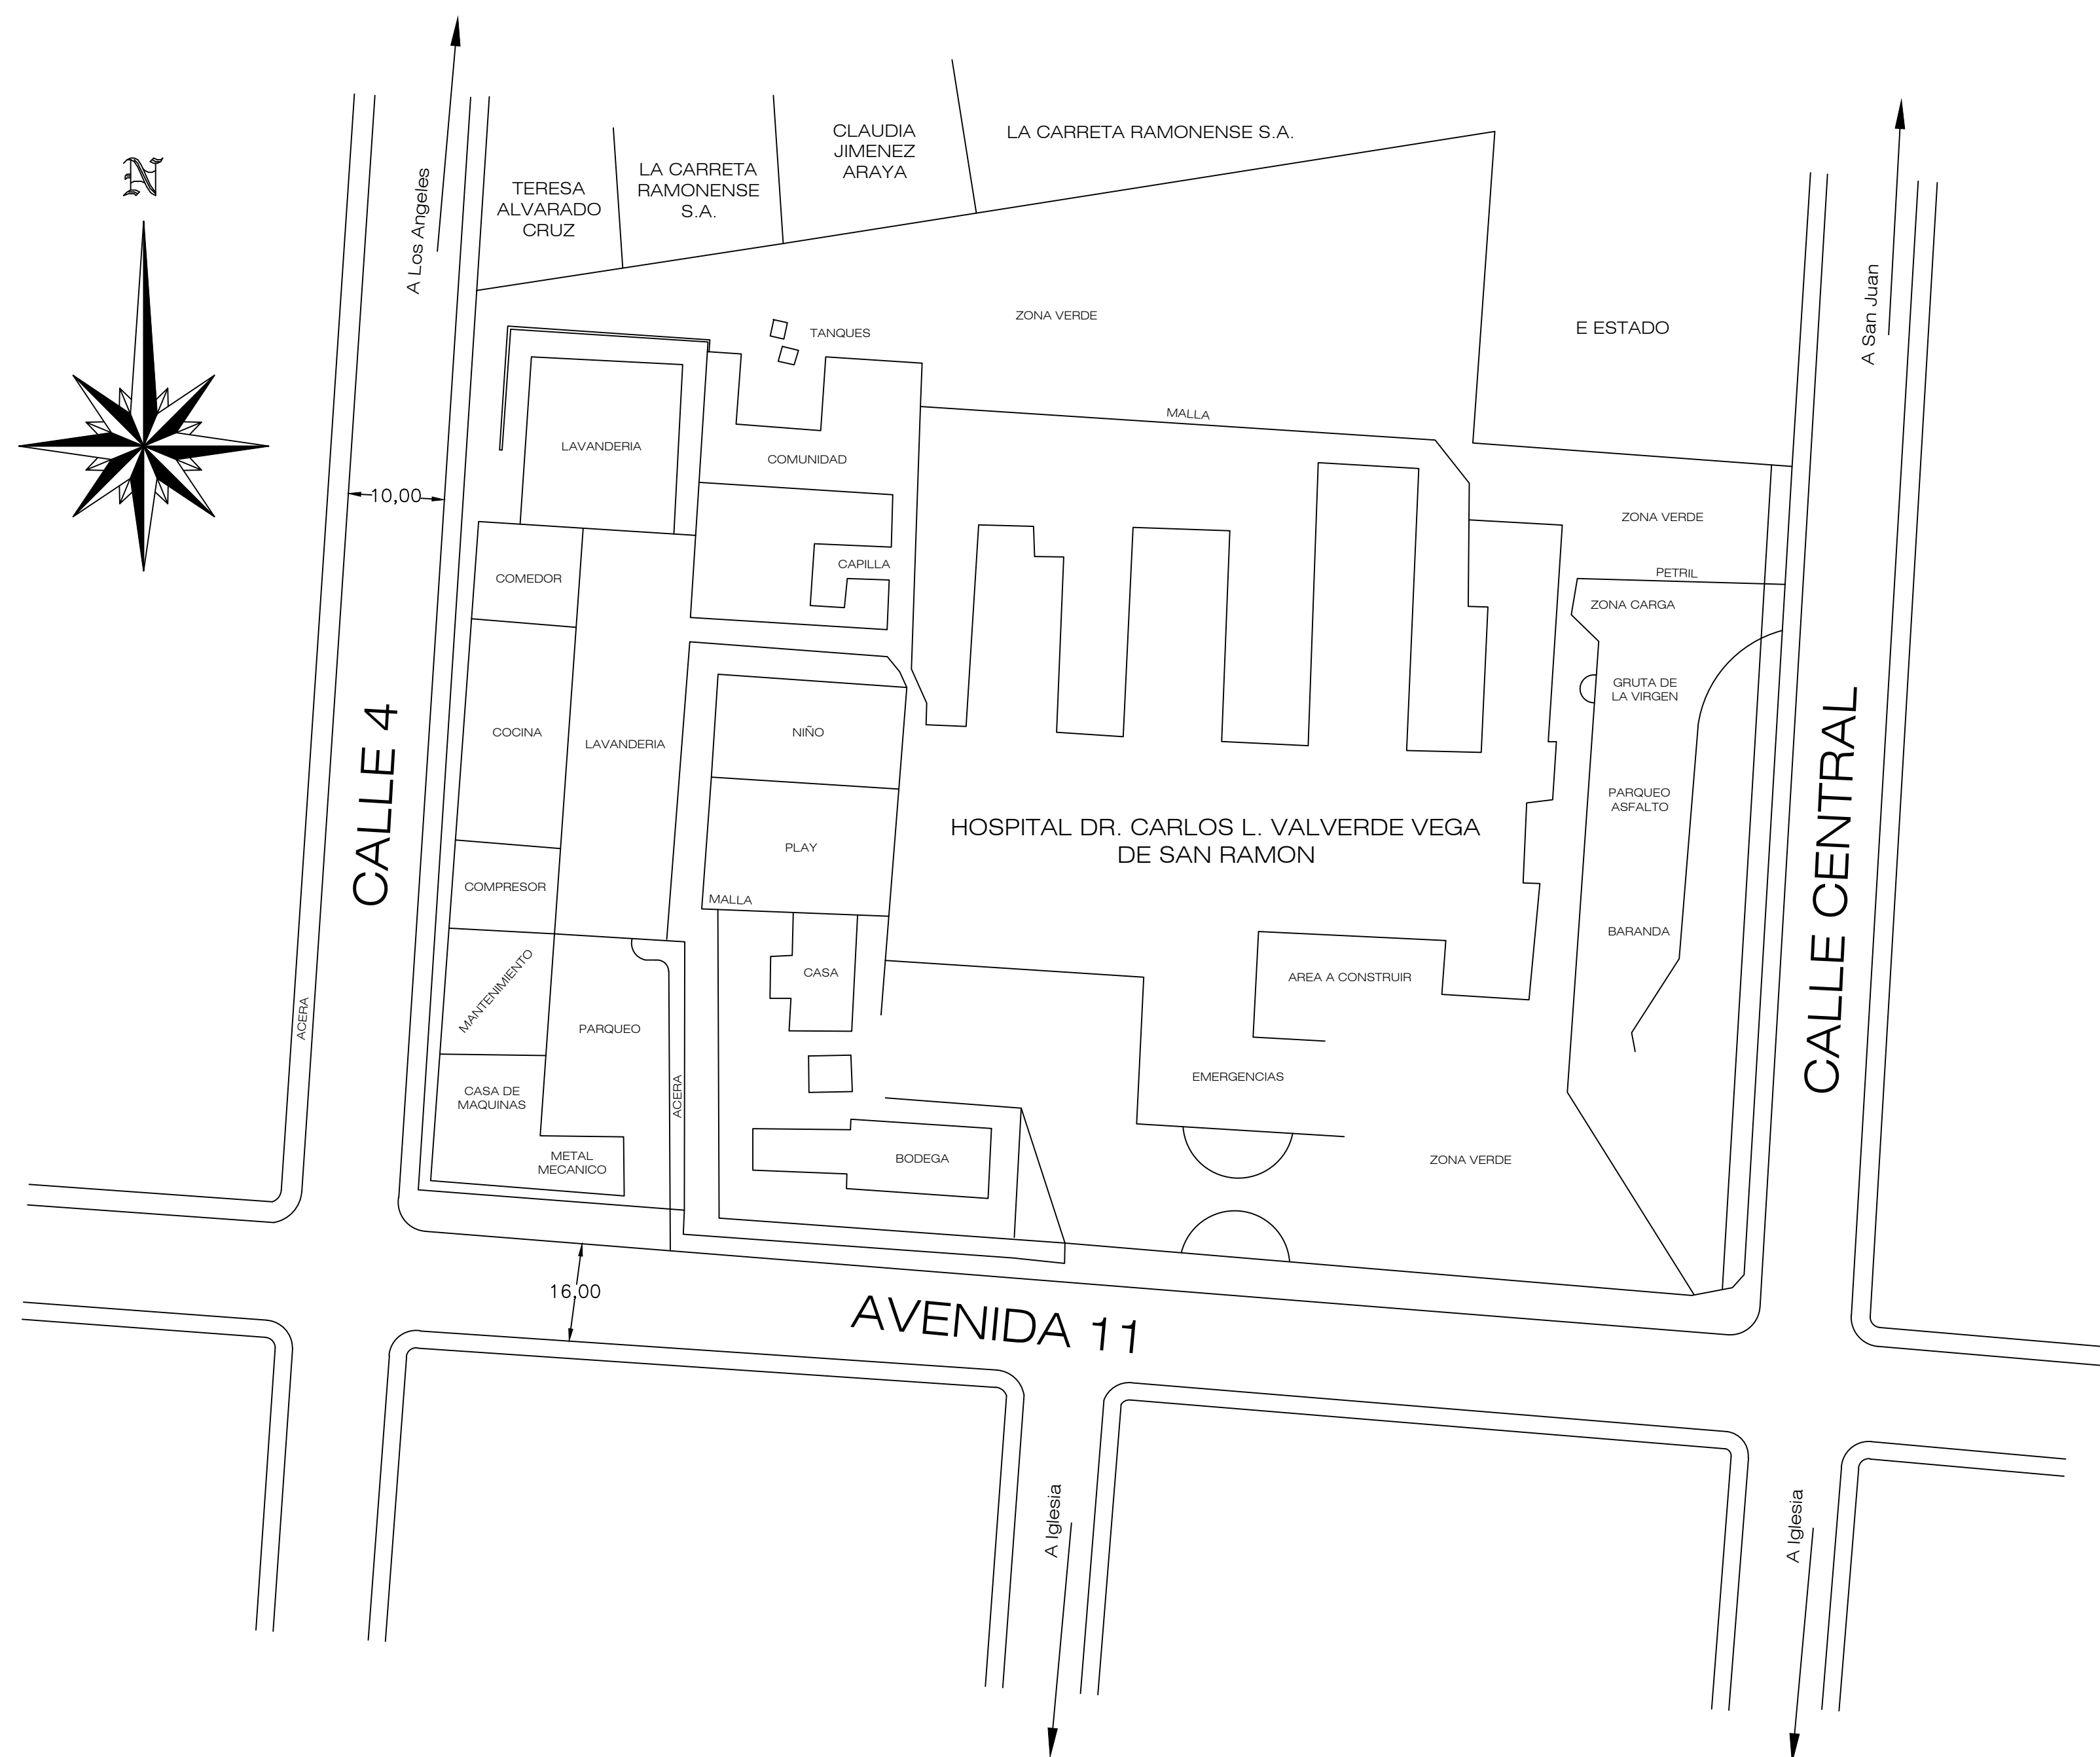 N
A Los Angeles
TERESA
ALVARADO
CRUZ
LA CARRETA
RAMONENSE
S.A.
CLAUDIA
JIMENEZ
ARAYA
LA CARRETA RAMONENSE S.A.
E ESTADO
A San Juan
ZONA VERDE
TANQUES
MALLA
LAVANDERIA
COMUNIDAD
10,00
ZONA VERDE
CAPILLA
COMEDOR
PETRIL
ZONA CARGA
GRUTA DE
LA VIRGEN
COCINA
LAVANDERIA
NIÑO
CALLE 4
PARQUEO
ASFALTO
HOSPITAL DR. CARLOS L. VALVERDE VEGA
DE SAN RAMON
PLAY
CALLE CENTRAL
COMPRESOR
MALLA
BARANDA
MANTENIMIENTO
CASA
AREA A CONSTRUIR
ACERA
PARQUEO
EMERGENCIAS
CASA DE
MAQUINAS
ACERA
METAL
MECANICO
BODEGA
ZONA VERDE
16,00
AVENIDA 11
A Iglesia
A Iglesia